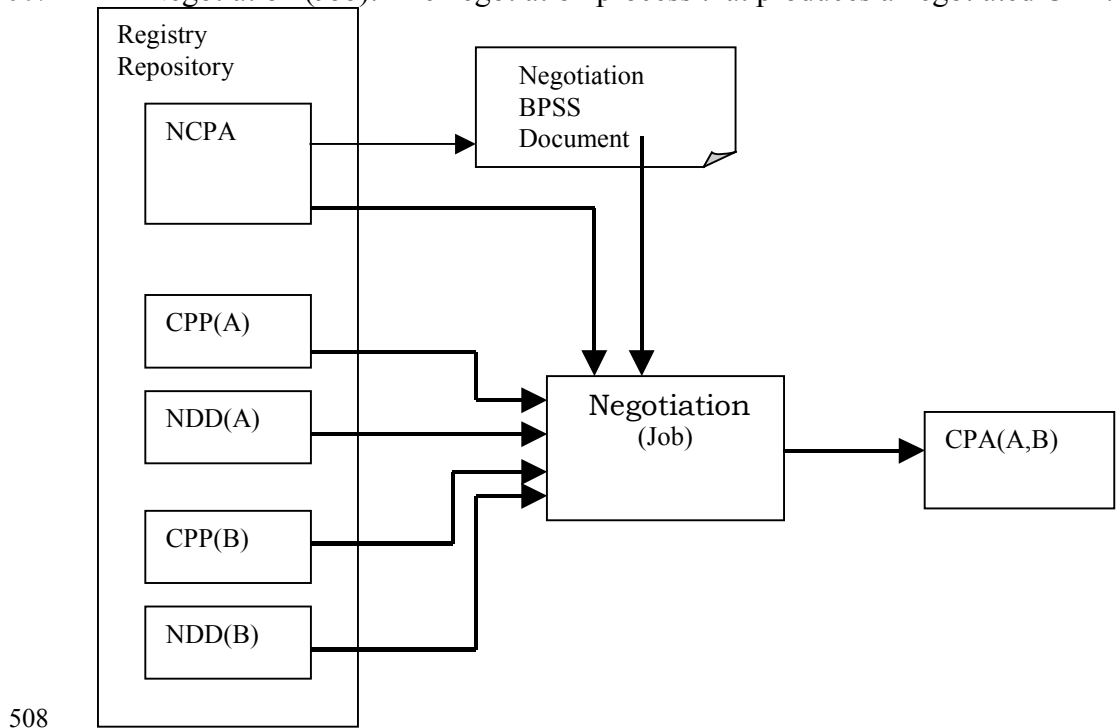 Registry
Repository
NCPA
Negotiation
BPSS
Document
CPP(A)
NDD(A)
Negotiation
(Job)
CPA(A,B)
CPP(B)
NDD(B)
508